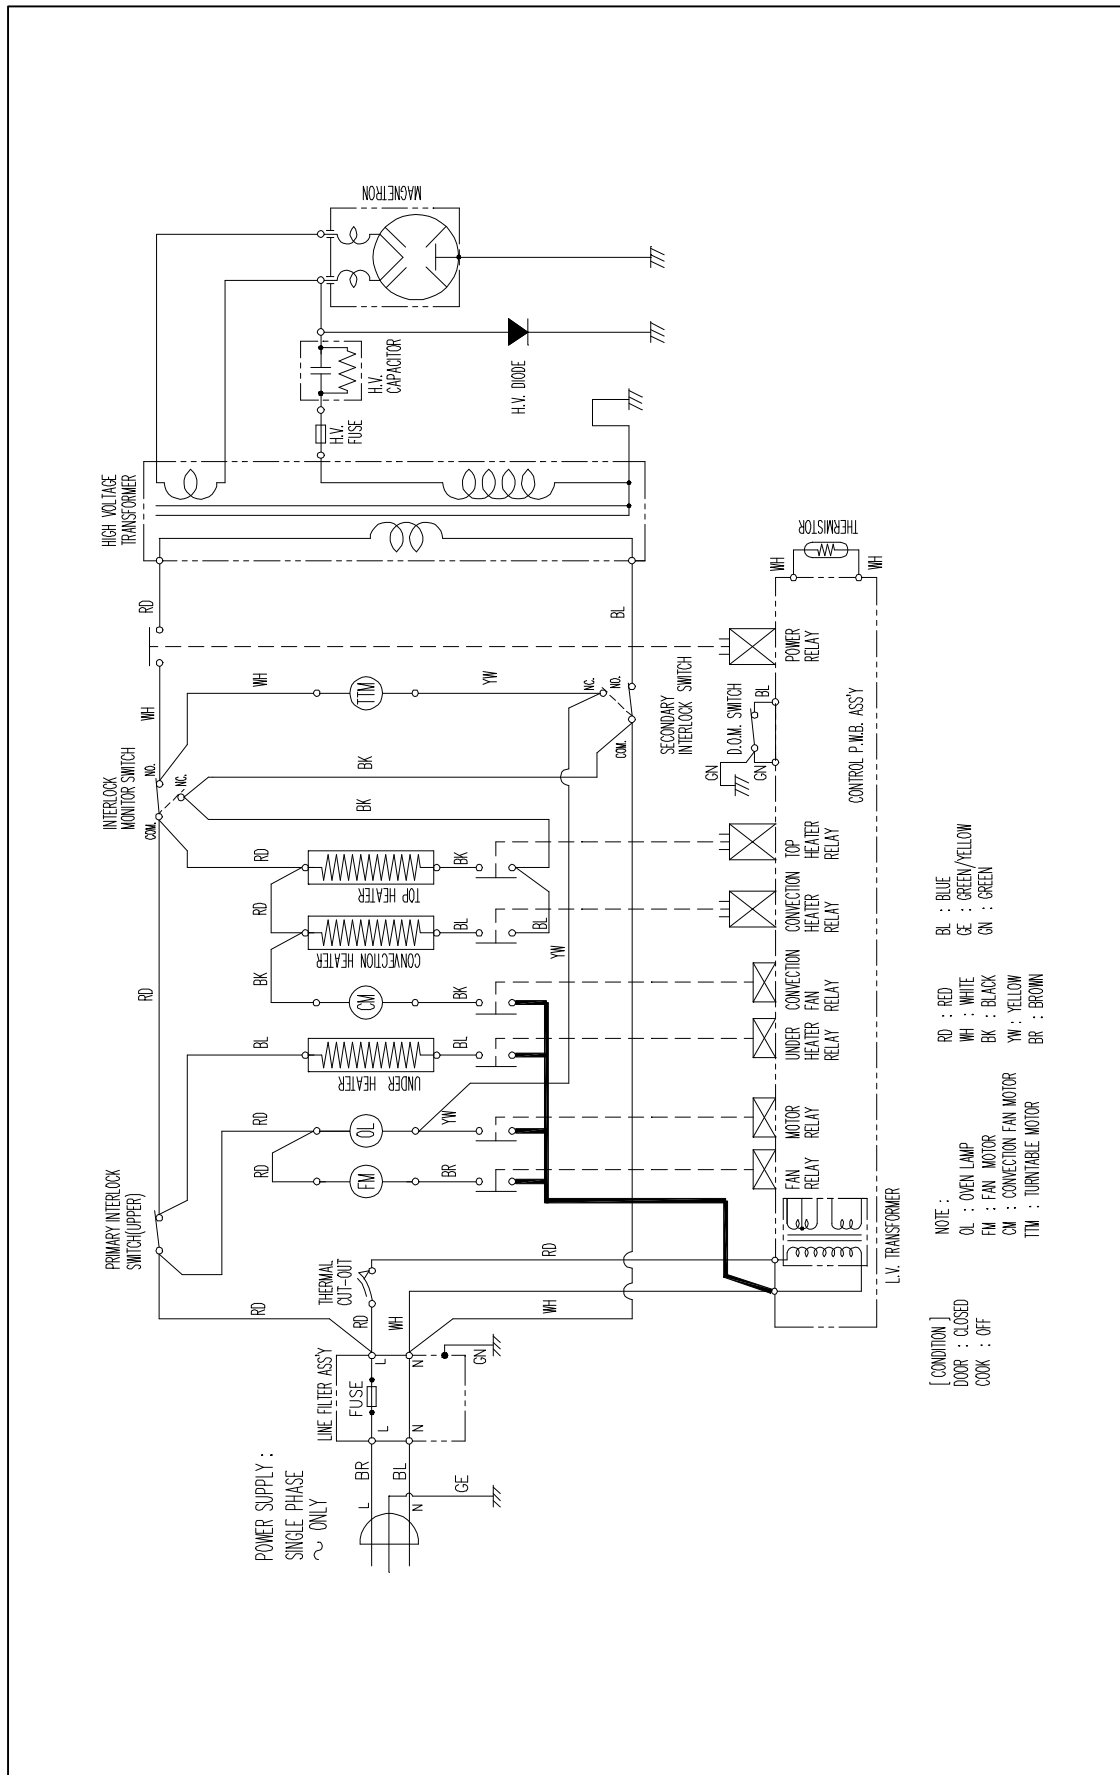 POWER SUPPLY :
SINGLE PHASE
~ ONLY
L
N
BR
BL
GE
LINE FILTER ASS'Y
FUSE
L
N
L
N
GN
RD
WH
THERMAL
CUT-OUT
RD
RD
WH
PRIMARY INTERLOCK
SWITCH(UPPER)
RD
RD
FM
BR
RD
OL
YW
BL
UNDER HEATER
BL
BK
CM
BK
RD
CONVECTION HEATER
BL
RD
TOP HEATER
BK
BL
YW
BK
BK
INTERLOCK
MONITOR SWITCH
COM.
NO.
NC.
WH
WH
TTM
YW
NC.
NO.
COM.
SECONDARY
INTERLOCK SWITCH
RD
BL
HIGH VOLTAGE
TRANSFORMER
H.V.
FUSE
H.V.
CAPACITOR
H.V. DIODE
MAGNETRON
L.V. TRANSFORMER
FAN
RELAY
MOTOR
RELAY
UNDER
HEATER
RELAY
CONVECTION
FAN
RELAY
CONVECTION
HEATER
RELAY
TOP
HEATER
RELAY
GN
GN
D.O.M. SWITCH
BL
POWER
RELAY
CONTROL P.W.B. ASS'Y
WH
WH
THERMISTOR
[ CONDITION ]
DOOR : CLOSED
COOK : OFF
NOTE :
OL : OVEN LAMP
FM : FAN MOTOR
CM : CONVECTION FAN MOTOR
TTM : TURNTABLE MOTOR
RD : RED
WH : WHITE
BK : BLACK
YW : YELLOW
BR : BROWN
BL : BLUE
GE : GREEN/YELLOW
GN : GREEN